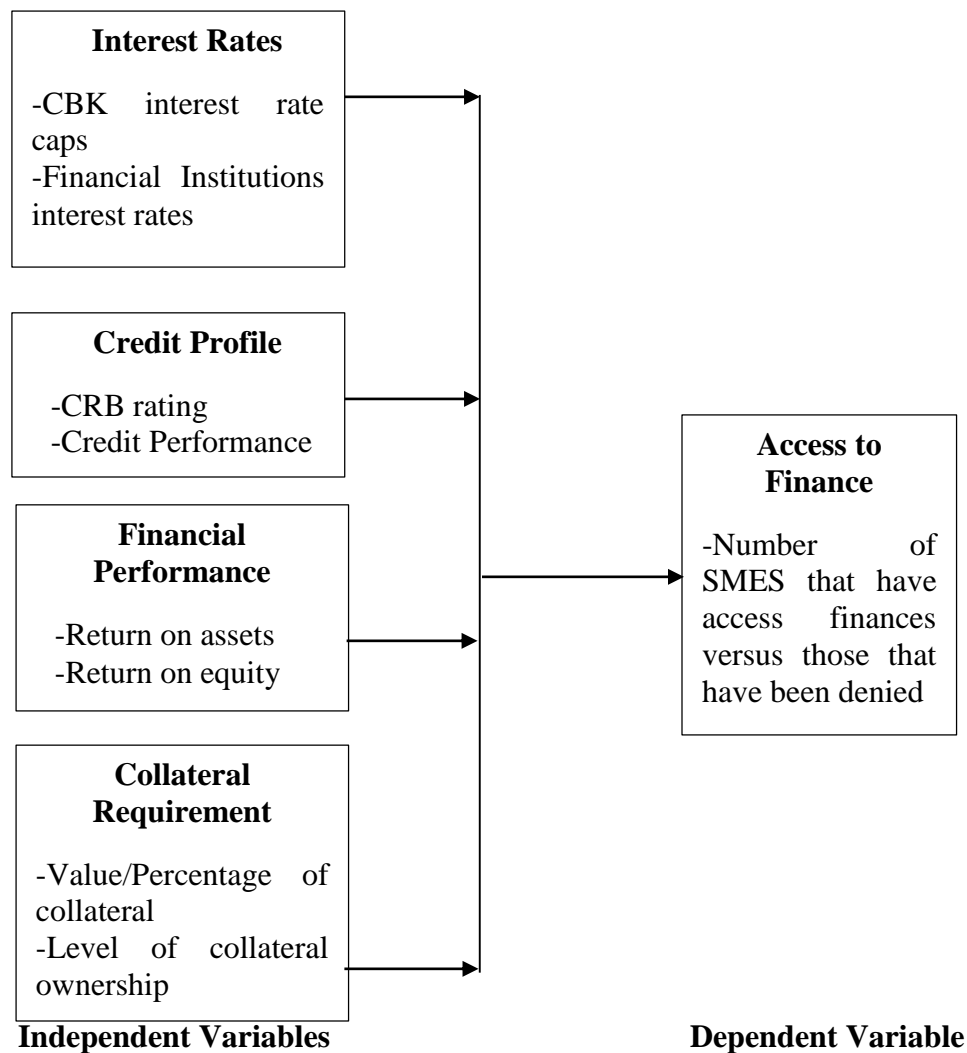 Interest Rates
-CBK interest rate
caps
-Financial Institutions
interest rates
Credit Profile
-CRB rating
-Credit Performance
Financial
Performance
-Return on assets
-Return on equity
Collateral
Requirement
-Value/Percentage of
collateral
-Level of collateral
ownership
Independent Variables
Access to
Finance
-Number of
SMES that have
access finances
versus those that
have been denied
Dependent Variable